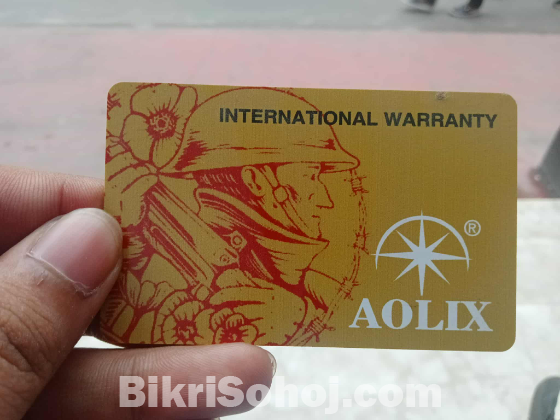 INTERNATIONAL WARRANTY
®
AOLIX
BikriSohoj.com